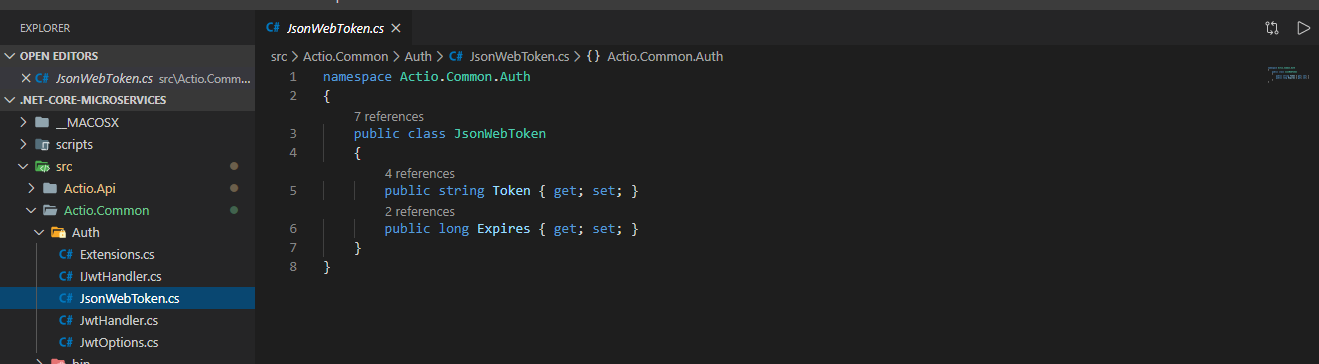 EXPLORER
OPEN EDITORS
C# JsonWebToken.cs src\Actio.Comm...
.NET-CORE-MICROSERVICES
__MACOSX
scripts
src
Actio.Api
Actio.Common
Auth
C# Extensions.cs
C# IJwtHandler.cs
C# JsonWebToken.cs
C# JwtHandler.cs
C# JwtOptions.cs
bin
C# JsonWebToken.cs
src > Actio.Common > Auth > C# JsonWebToken.cs > {} Actio.Common.Auth
1 namespace Actio.Common.Auth
2 {
7 references
3 public class JsonWebToken
4 {
4 references
5 public string Token { get; set; }
2 references
6 public long Expires { get; set; }
7 }
8 }